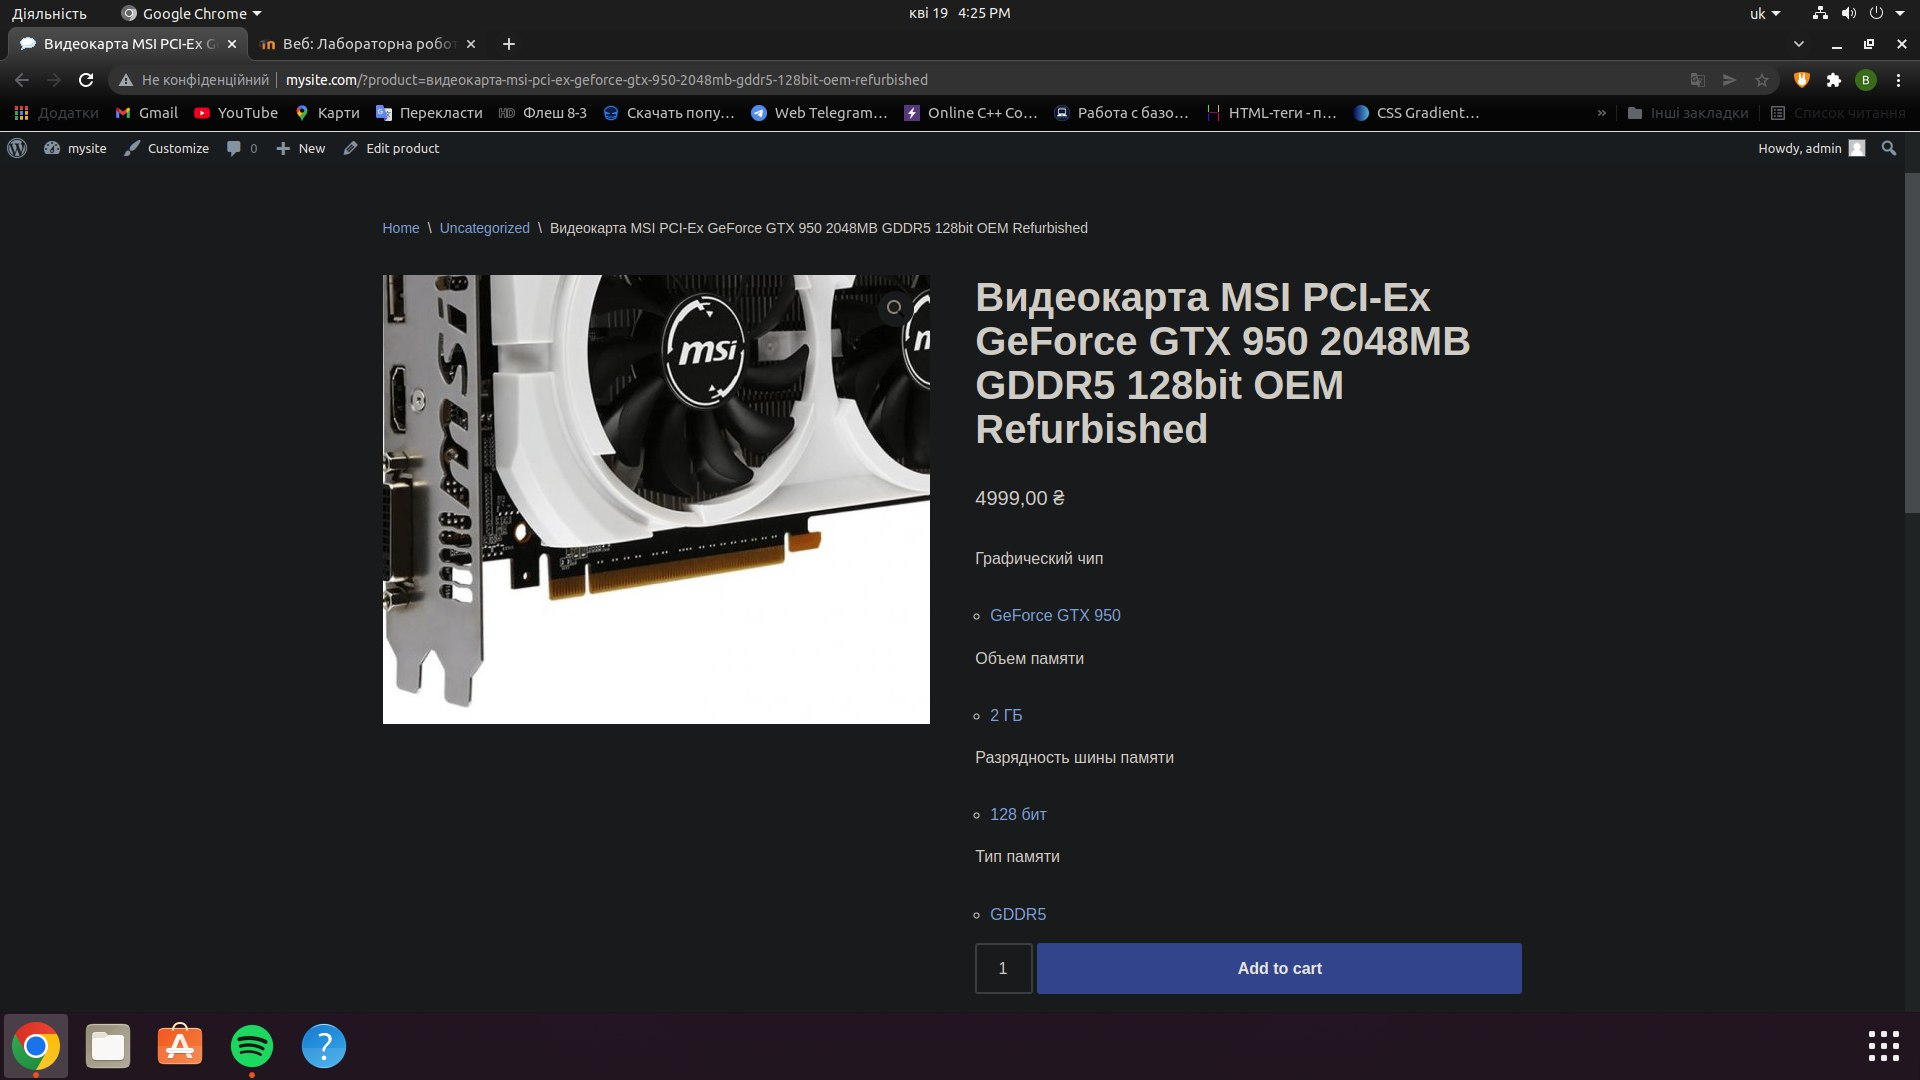 Діяльність Google Chrome кві 19 4:25 PM uk
Видеокарта MSI PCI-Ex G Веб: Лабораторна робот
Не конфіденційний mysite.com/?product=видеокарта-msi-pci-ex-geforce-gtx-950-2048mb-gddr5-128bit-oem-refurbished B
Додатки Gmail YouTube Карти Перекласти HD Флеш 8-3 Скачать попу... Web Telegram... Online C++ Co... Работа с базо... HTML-теги - п... CSS Gradient... » Інші закладки Список читання
mysite Customize 0 New Edit product Howdy, admin
Home \ Uncategorized \ Видеокарта MSI PCI-Ex GeForce GTX 950 2048MB GDDR5 128bit OEM Refurbished
msi
Видеокарта MSI PCI-Ex
GeForce GTX 950 2048MB
GDDR5 128bit OEM
Refurbished
4999,00 ₴
Графический чип
GeForce GTX 950
Объем памяти
2 ГБ
Разрядность шины памяти
128 бит
Тип памяти
GDDR5
1 Add to cart